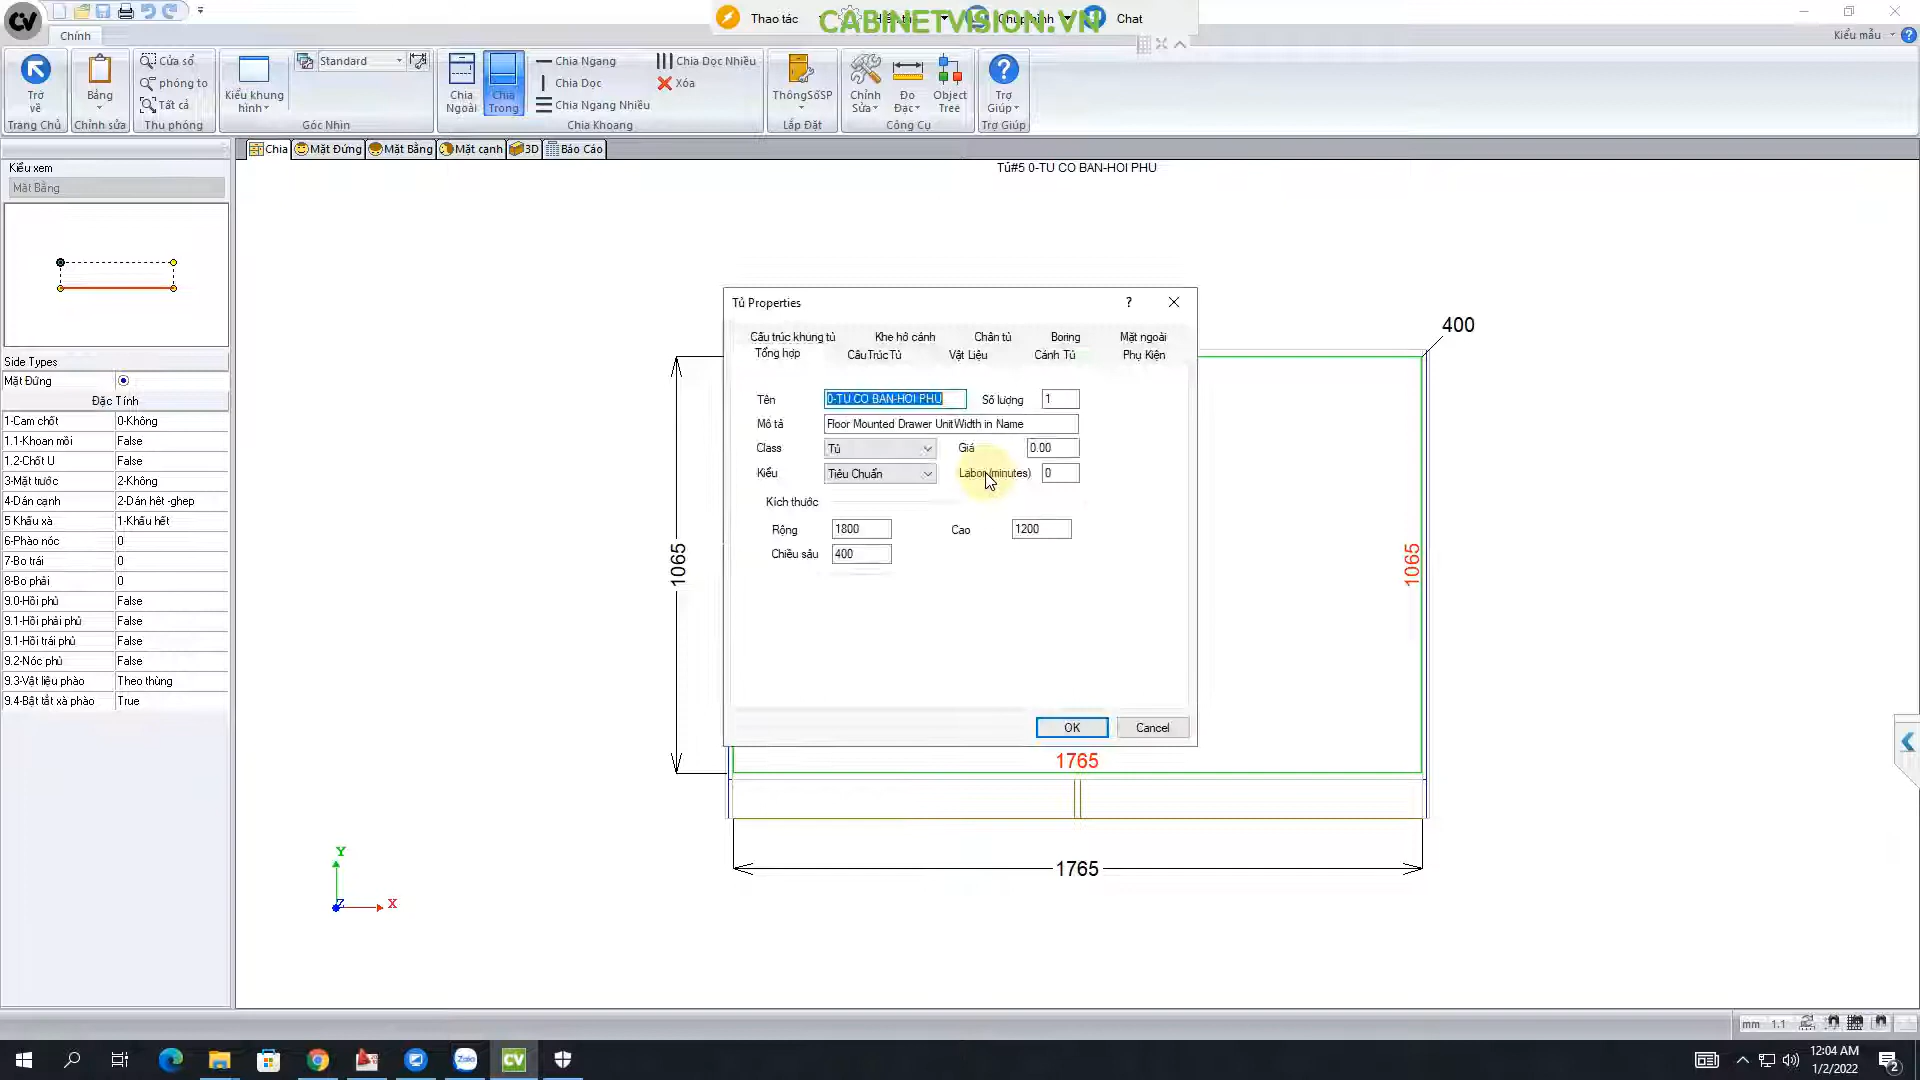 CV
Thao tác
CABINETVISION.VN
Chat
Chính
Kiểu mẫu
Trở về
Bảng
Cửa sổ
phóng to
Tất cả
Kiểu khung hình
Standard
Chia Ngoài
Chia Trong
Chia Ngang
Chia Dọc
Chia Ngang Nhiều
Chia Dọc Nhiều
Xóa
ThôngSốSP
Chỉnh Sửa
Đo Đạc
Object Tree
Trợ Giúp
Trang Chủ
Chỉnh sửa
Thu phóng
Góc Nhìn
Chia Khoang
Lắp Đặt
Công Cụ
Trợ Giúp
Chia
Mặt Đứng
Mặt Bằng
Mặt cạnh
3D
Báo Cáo
Kiểu xem
Mặt Bằng
Side Types
Mặt Đứng
Đặc Tính
1-Cam chốt 0-Không
1.1-Khoan mồi False
1.2-Chốt U False
3-Mặt trước 2-Không
4-Dán cạnh 2-Dán hêt -ghep
5 Khấu xà 1-Khấu hết
6-Phào nóc 0
7-Bo trái 0
8-Bo phải 0
9.0-Hồi phủ False
9.1-Hồi phải phủ False
9.1-Hồi trái phủ False
9.2-Nóc phủ False
9.3-Vật liệu phào Theo thùng
9.4-Bật tắt xà phào True
Tủ#5 0-TU CO BAN-HOI PHU
400
1065
1065
1765
1765
Y
Z
X
Tủ Properties
?
Cấu trúc khung tủ
Khe hở cánh
Chân tủ
Boring
Mặt ngoài
Tổng hợp
CấuTrúcTủ
Vật Liệu
Cánh Tủ
Phụ Kiện
Tên 0-TU CO BAN-HOI PHU Số lượng 1
Mô tả Floor Mounted Drawer UnitWidth in Name
Class Tủ Giá 0.00
Kiểu Tiêu Chuẩn Labor (minutes) 0
Kích thước
Rộng 1800 Cao 1200
Chiều sâu 400
OK
Cancel
mm 1.1
Zalo
CV
12:04 AM
1/2/2022
2